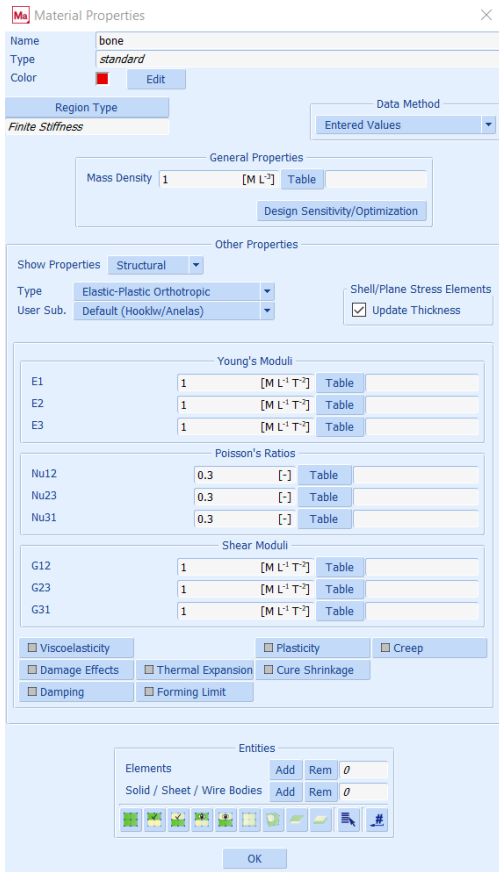 Ma Material Properties
Name bone
Type standard
Color Edit
Region Type Data Method
Finite Stiffness Entered Values
General Properties
Mass Density 1 [M L⁻³] Table
Design Sensitivity/Optimization
Other Properties
Show Properties Structural
Type Elastic-Plastic Orthotropic Shell/Plane Stress Elements
User Sub. Default (Hooklw/Anelas) Update Thickness
Young's Moduli
E1 1 [M L⁻¹ T⁻²] Table
E2 1 [M L⁻¹ T⁻²] Table
E3 1 [M L⁻¹ T⁻²] Table
Poisson's Ratios
Nu12 0.3 [-] Table
Nu23 0.3 [-] Table
Nu31 0.3 [-] Table
Shear Moduli
G12 1 [M L⁻¹ T⁻²] Table
G23 1 [M L⁻¹ T⁻²] Table
G31 1 [M L⁻¹ T⁻²] Table
Viscoelasticity Plasticity Creep
Damage Effects Thermal Expansion Cure Shrinkage
Damping Forming Limit
Entities
Elements Add Rem 0
Solid / Sheet / Wire Bodies Add Rem 0
#
OK